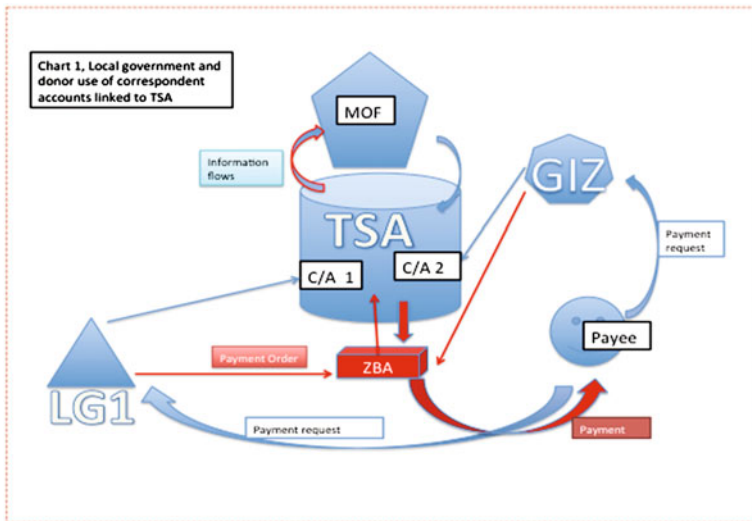 Chart 1, Local government and
donor use of correspondent
accounts linked to TSA
MOF
Information
flows
GIZ
TSA
Payment
request
C/A 1
C/A 2
Payee
Payment Order
ZBA
LG1
Payment request
Payment